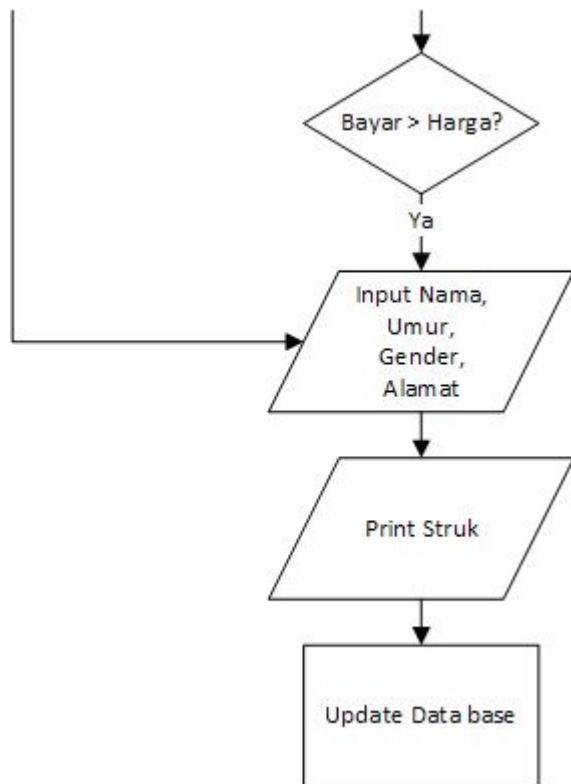 Bayar > Harga?
Ya
Input Nama,
Umur,
Gender,
Alamat
Print Struk
Update Data base